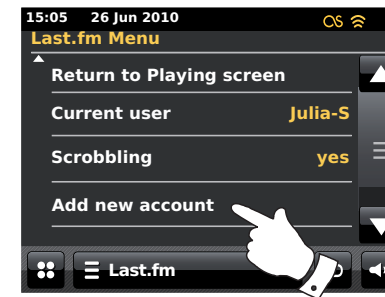 15:05 26 Jun 2010
Last.fm Menu
Return to Playing screen
Current user Julia-S
Scrobbling yes
Add new account
Last.fm